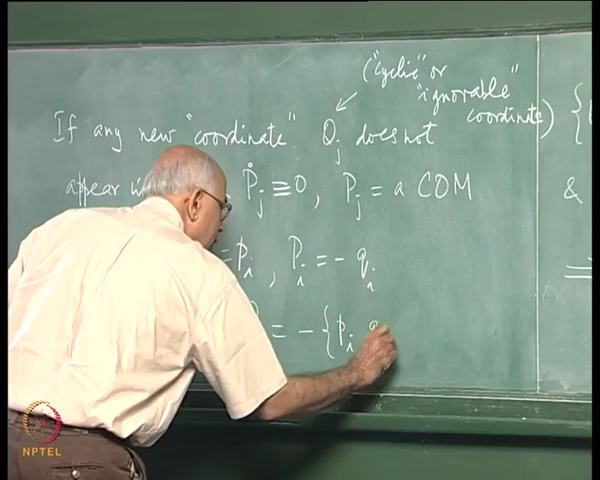 ("cyclic" or
"ignorable"
coordinate)
If any new "coordinate" Q_j does not
appear Ṗ_j ≡ 0, P_j = a COM
&
= p_i, P_i = - q_i
= - {p_i
NPTEL